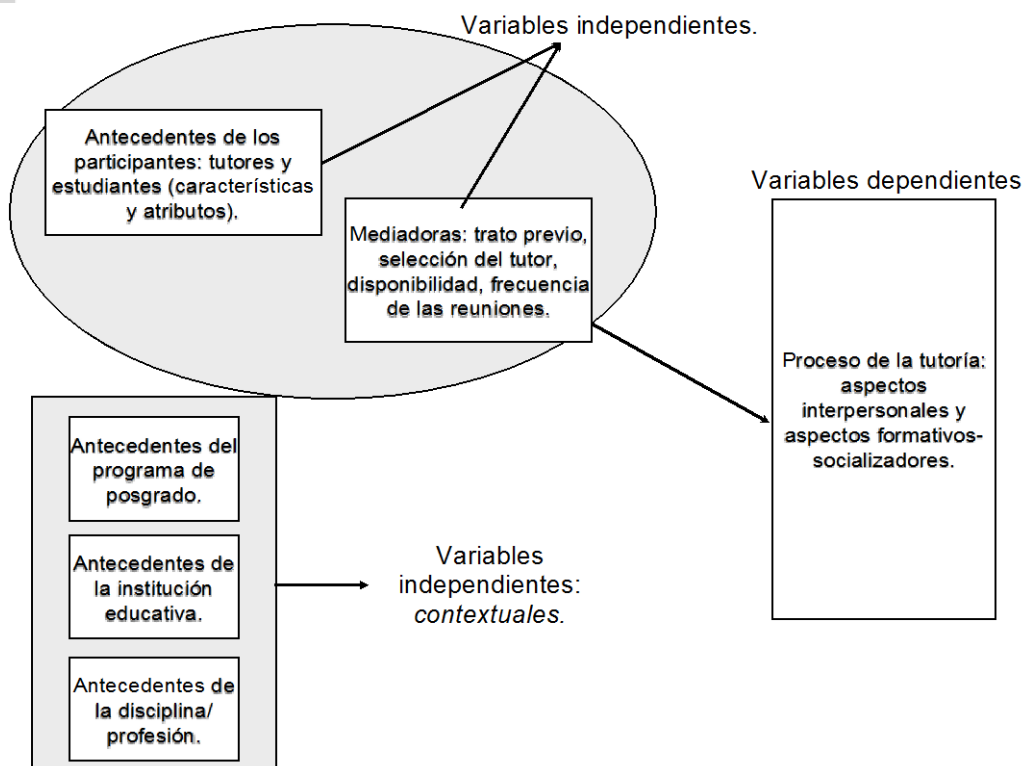 Variables independientes.
Antecedentes de los
participantes: tutores y
estudiantes (características
y atributos).
Mediadoras: trato previo,
selección del tutor,
disponibilidad, frecuencia
de las reuniones.
Variables dependientes
Proceso de la tutoría:
aspectos
interpersonales y
aspectos formativos-
socializadores.
Antecedentes del
programa de
posgrado.
Antecedentes de
la institución
educativa.
Antecedentes de
la disciplina/
profesión.
Variables
independientes:
contextuales.